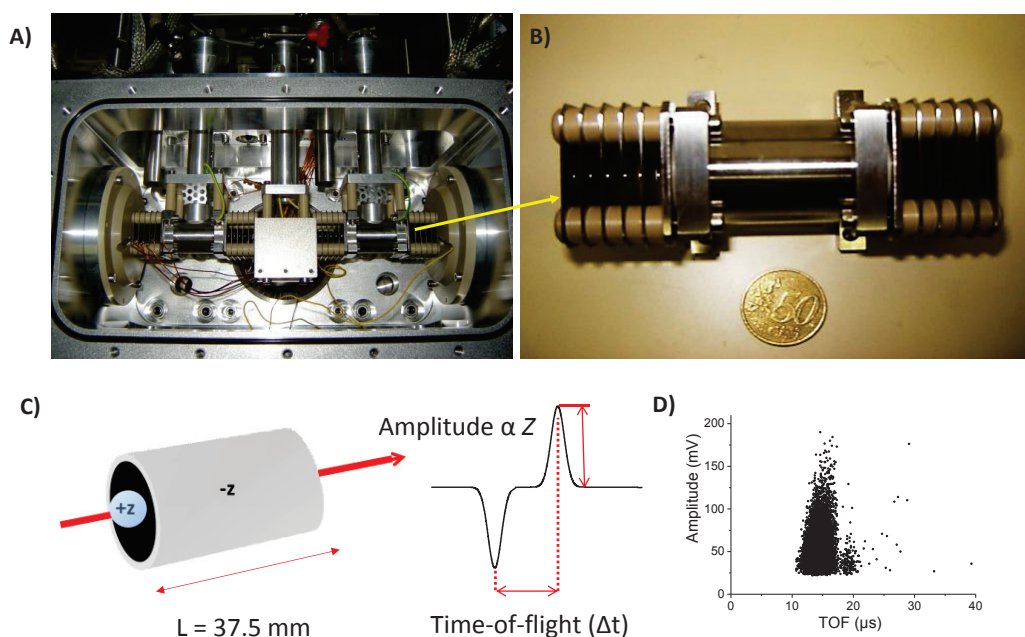 A)
B)
50
C)
Amplitude α Z
+z
-z
L = 37.5 mm
Time-of-flight (Δt)
D)
Amplitude (mV)
200
150
100
50
0
0
10
20
30
40
TOF (µs)